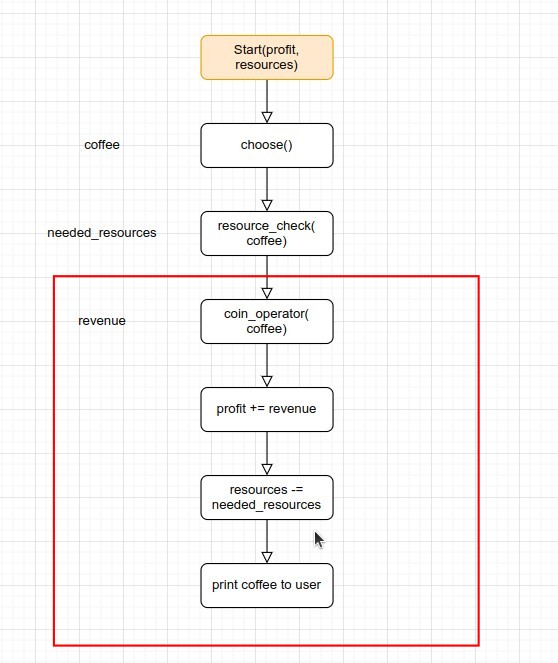 Start(profit,
resources)
coffee
choose()
needed_resources
resource_check(
coffee)
revenue
coin_operator(
coffee)
profit += revenue
resources -=
needed_resources
print coffee to user